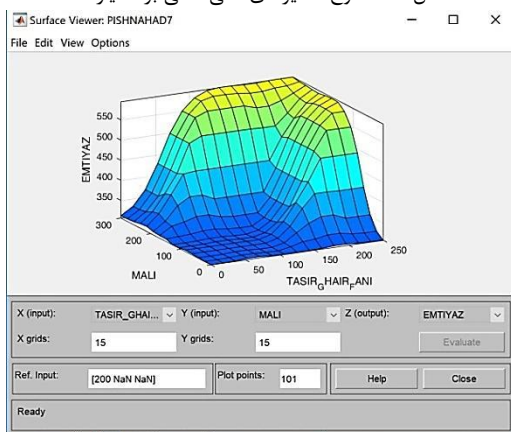 Surface Viewer: PISHNAHAD7
File Edit View Options
EMTIYAZ
550
500
450
400
350
300
200
100
0
MALI
0
50
100
150
200
250
TASIR_GHAIR_FANI
X (input): TASIR_GHAI... Y (input): MALI Z (output): EMTIYAZ
X grids: 15 Y grids: 15 Evaluate
Ref. Input: [200 NaN NaN] Plot points: 101 Help Close
Ready